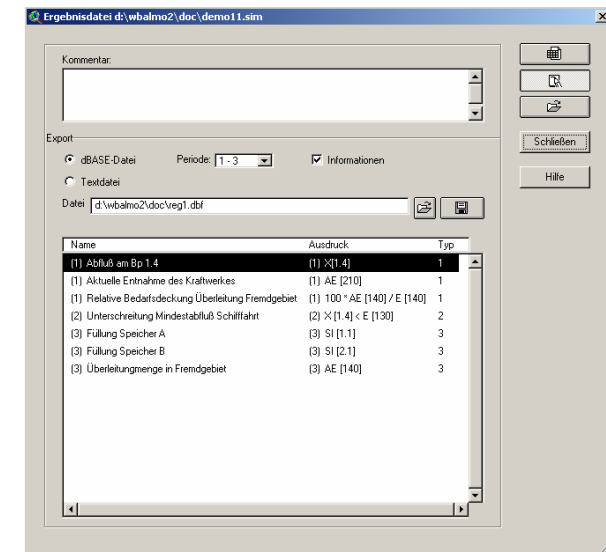 Ergebnisdatei d:\wbalmo2\doc\demo11.sim
Kommentar:
Export
dBASE-Datei Periode: 1 - 3 Informationen
Textdatei
Datei d:\wbalmo2\doc\reg1.dbf
Name Ausdruck Typ
(1) Abfluß am Bp 1.4 (1) X[1.4] 1
(1) Aktuelle Entnahme des Kraftwerkes (1) AE [210] 1
(1) Relative Bedarfsdeckung Überleitung Fremdgebiet (1) 100 * AE [140] / E [140] 1
(2) Unterschreitung Mindestabfluß Schifffahrt (2) X [1.4] < E [130] 2
(3) Füllung Speicher A (3) SI [1.1] 3
(3) Füllung Speicher B (3) SI [2.1] 3
(3) Überleitungmenge in Fremdgebiet (3) AE [140] 3
Schließen
Hilfe